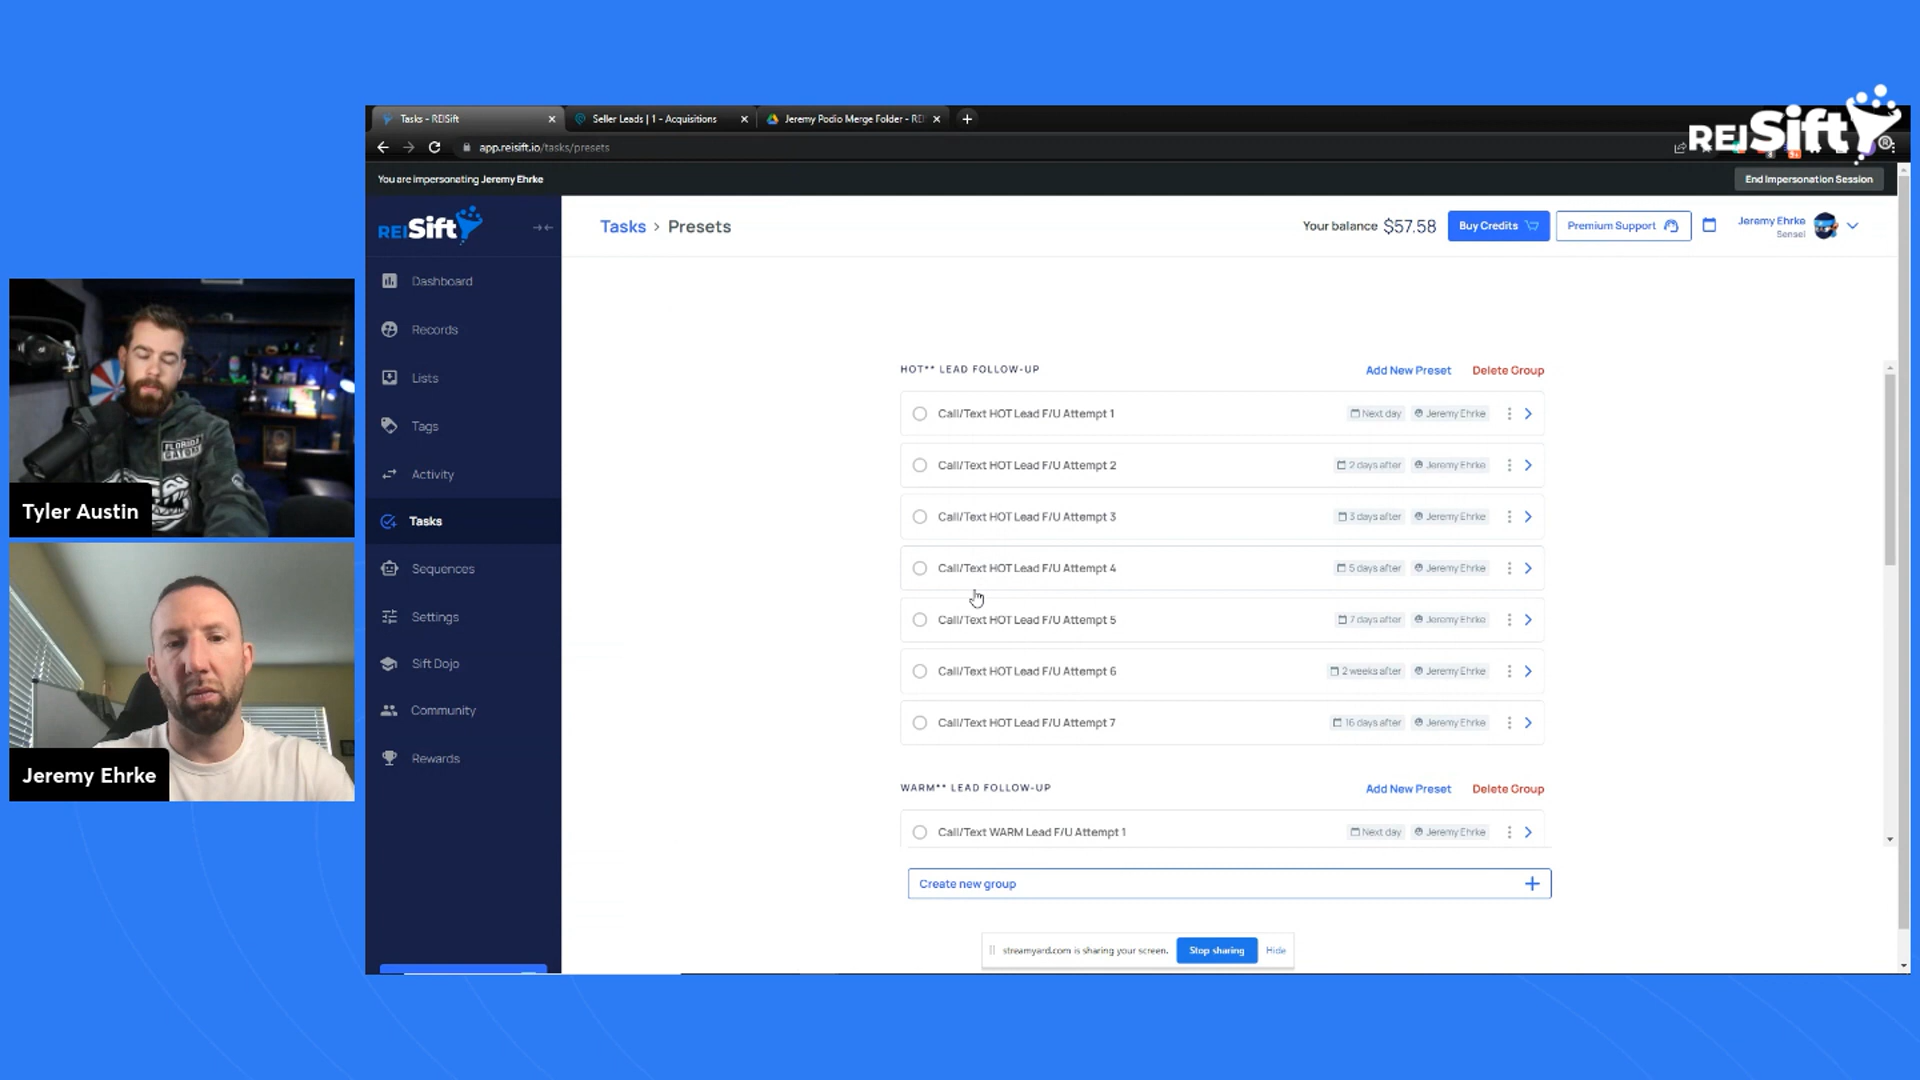 Tasks - REISift
Seller Leads | 1 - Acquisitions
Jeremy Podio Merge Folder - RE
app.reisift.io/tasks/presets
REISift
You are impersonating Jeremy Ehrke
End Impersonation Session
REISift
Tasks > Presets
Your balance $57.58
Buy Credits
Premium Support
Jeremy Ehrke
Sensei
Dashboard
Records
Lists
Tags
Activity
Tasks
Sequences
Settings
Sift Dojo
Community
Rewards
HOT** LEAD FOLLOW-UP
Add New Preset
Delete Group
Call/Text HOT Lead F/U Attempt 1
Next day
Jeremy Ehrke
Call/Text HOT Lead F/U Attempt 2
2 days after
Jeremy Ehrke
Call/Text HOT Lead F/U Attempt 3
3 days after
Jeremy Ehrke
Call/Text HOT Lead F/U Attempt 4
5 days after
Jeremy Ehrke
Call/Text HOT Lead F/U Attempt 5
7 days after
Jeremy Ehrke
Call/Text HOT Lead F/U Attempt 6
2 weeks after
Jeremy Ehrke
Call/Text HOT Lead F/U Attempt 7
16 days after
Jeremy Ehrke
WARM** LEAD FOLLOW-UP
Add New Preset
Delete Group
Call/Text WARM Lead F/U Attempt 1
Next day
Jeremy Ehrke
Create new group
streamyard.com is sharing your screen.
Stop sharing
Hide
FLORIDA
GATORS
Tyler Austin
Jeremy Ehrke